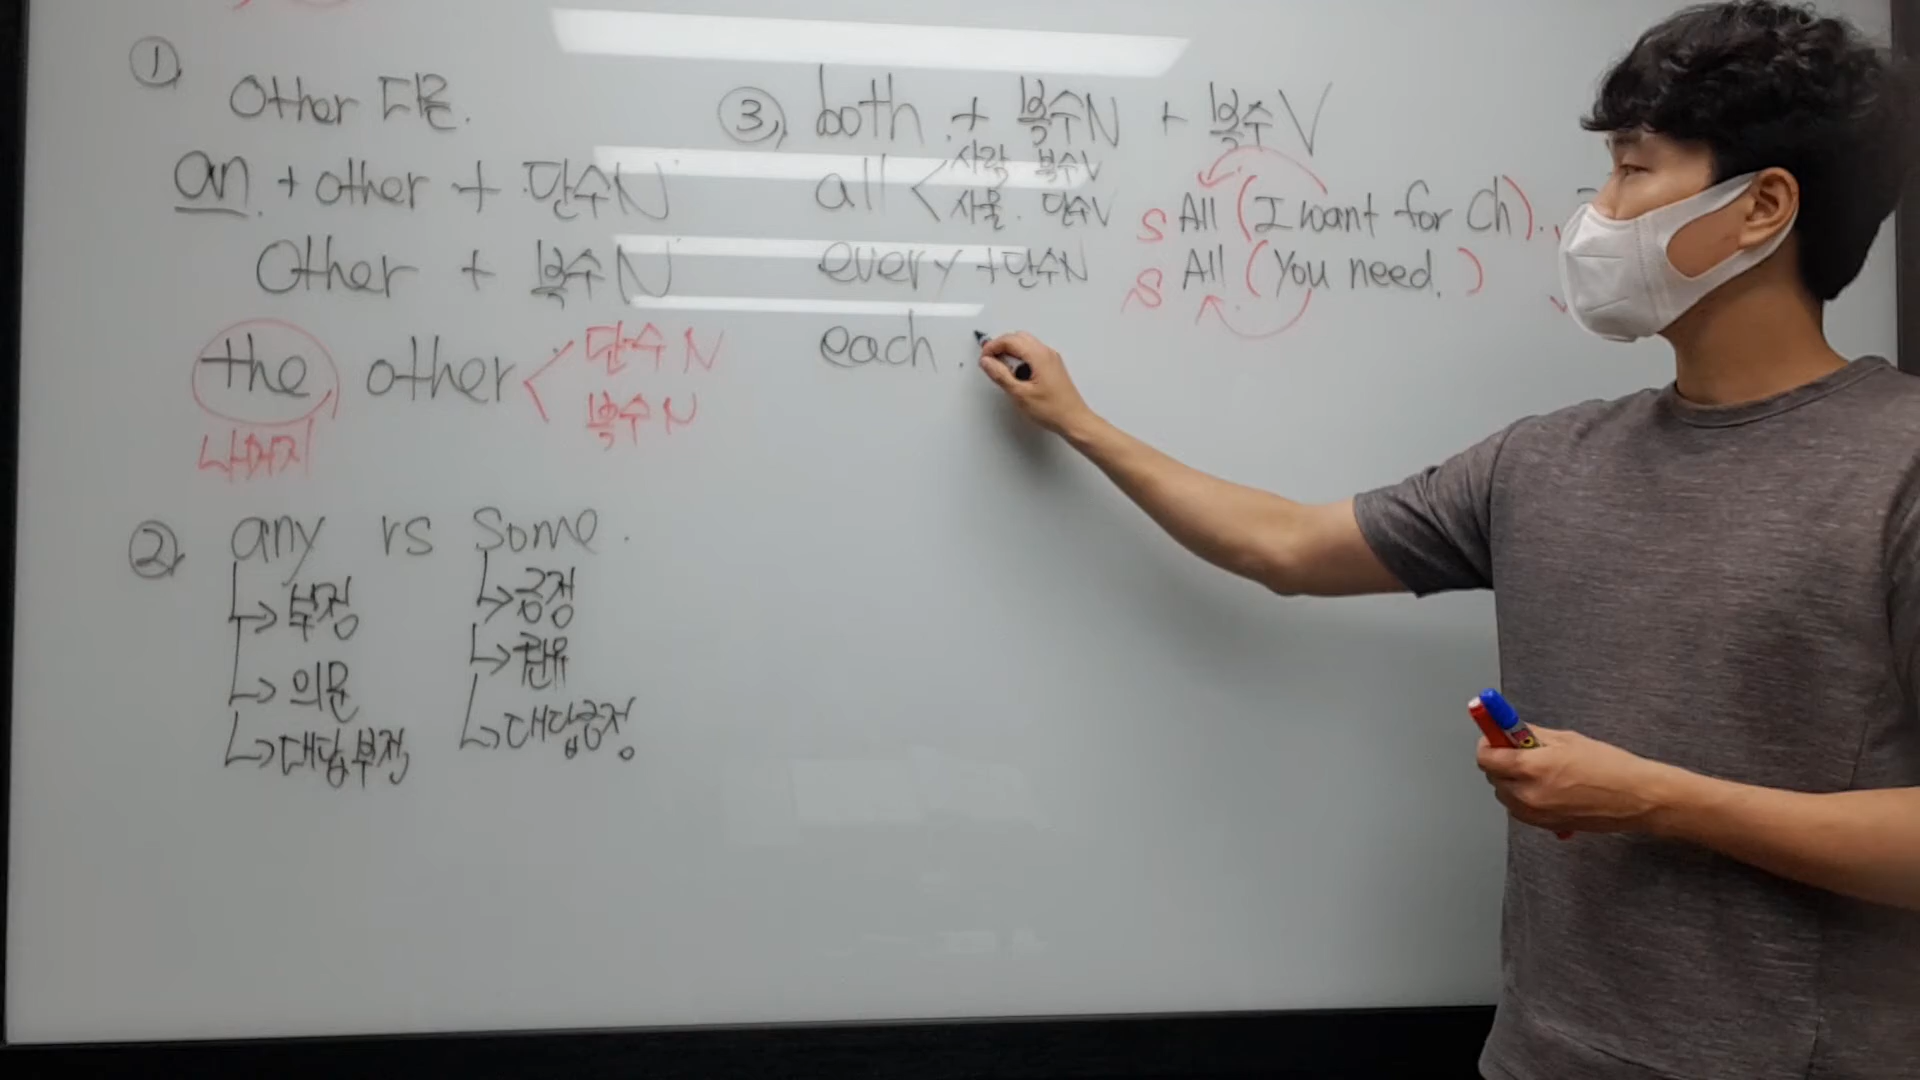 ①
Other 다른.
an + other + 단수N
Other + 복수N
the other < 단수 N
복수 N
나머지
② any vs some.
↳ 부정
↳ 의문
↳ 대답부정
↳ 긍정
↳ 권유
↳ 대답긍정
③ both + 복수N + 복수V
all < 사람 복수V
사물 단수V
every + 단수N
each.
S All (I want for Ch).
S All (You need.)